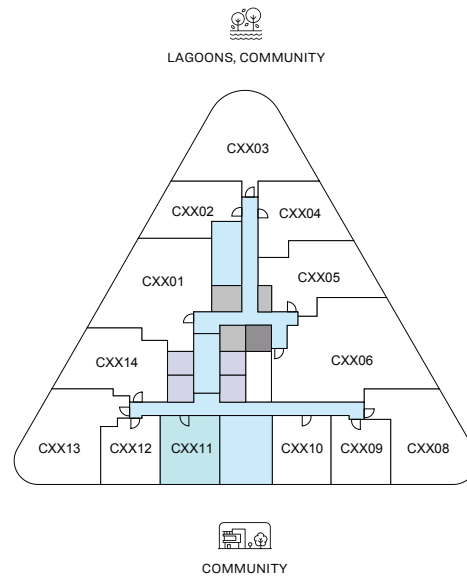 LAGOONS, COMMUNITY
CXX03
CXX02 CXX04
CXX01 CXX05
CXX14 CXX06
CXX13 CXX12 CXX11 CXX10 CXX09 CXX08
COMMUNITY